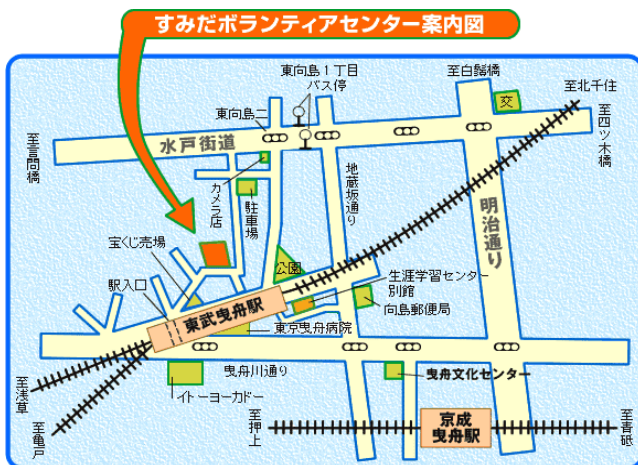 すみだボランティアセンター案内図
東向島1丁目
バス停
至白鬚橋
至北千住
交
東向島二
至四ツ木橋
水戸街道
至言問橋
カメラ店
駐車場
地蔵坂通り
明治通り
宝くじ売場
公園
生涯学習センター
別館
駅入口
東武曳舟駅
向島郵便局
東京曳舟病院
曳舟川通り
曳舟文化センター
至浅草
イトーヨーカドー
至亀戸
至押上
京成
曳舟駅
至青砥